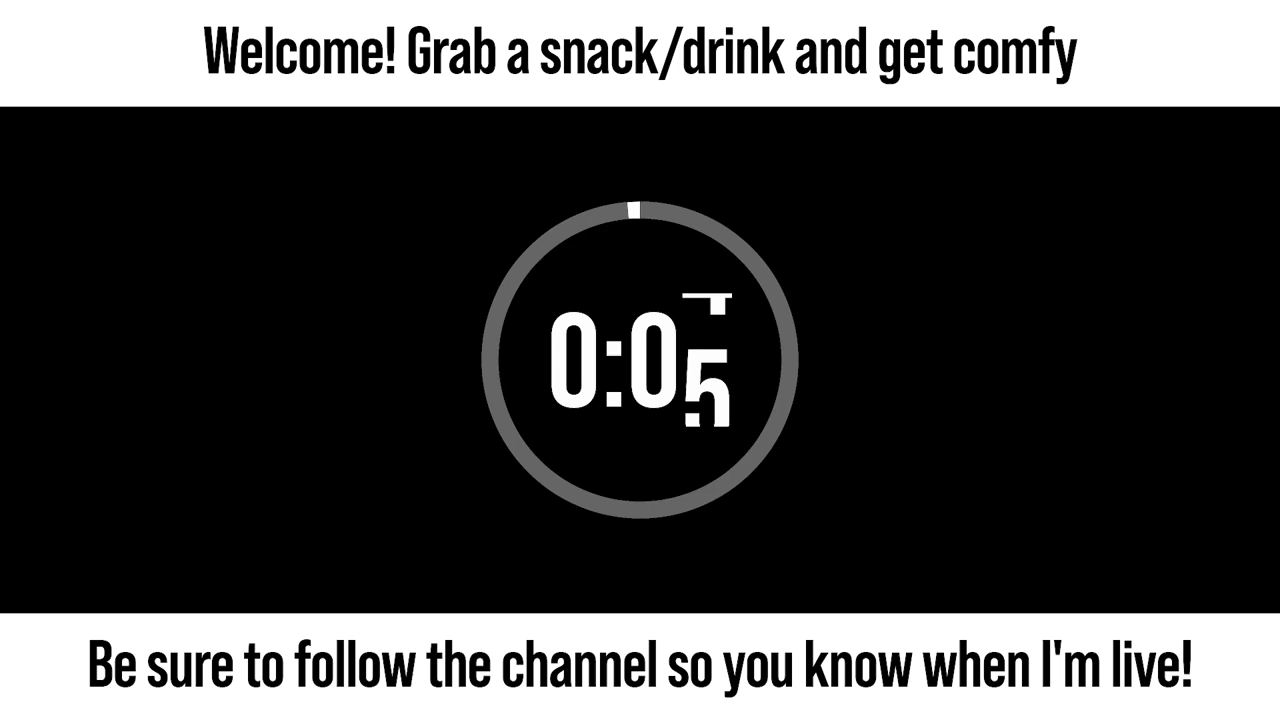 Welcome! Grab a snack/drink and get comfy
0:05
Be sure to follow the channel so you know when I'm live!